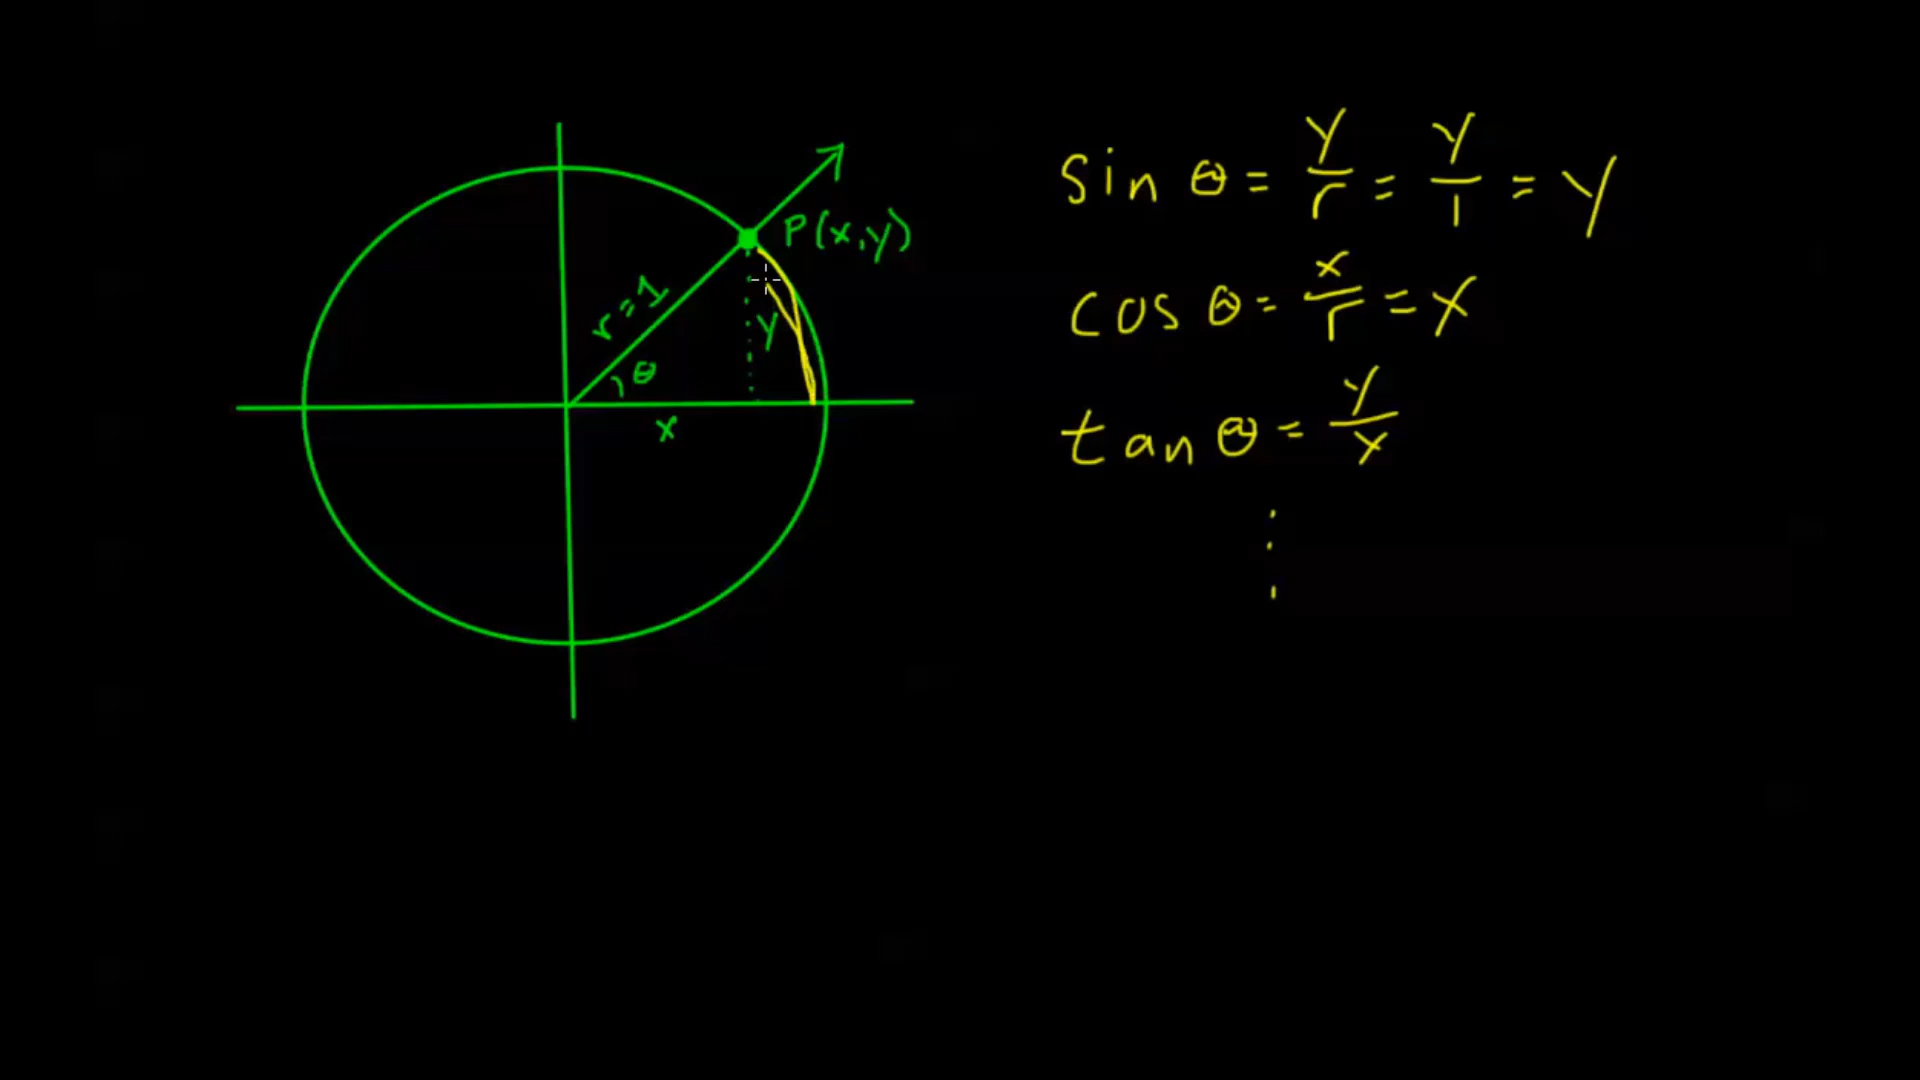 P(x,y)
r=1
y
θ
x
sin θ = y/r = y/1 = y
cos θ = x/r = x
tan θ = y/x
⋮